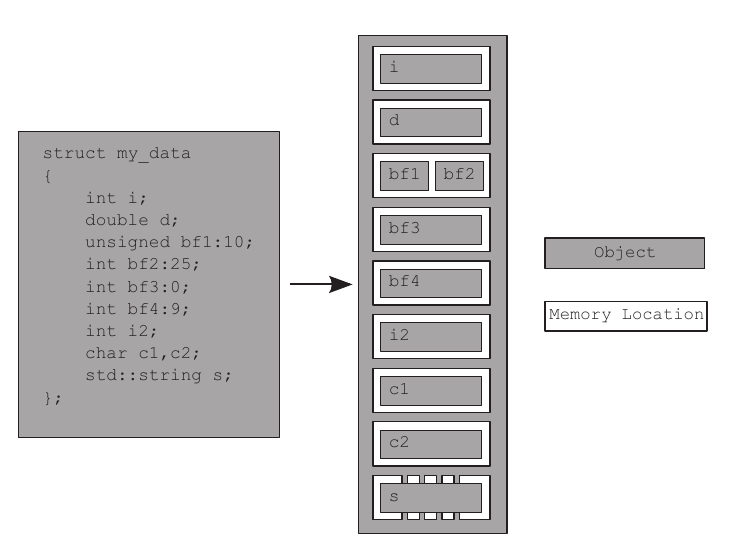 struct my_data
{
int i;
double d;
unsigned bf1:10;
int bf2:25;
int bf3:0;
int bf4:9;
int i2;
char c1,c2;
std::string s;
};
i
d
bf1 bf2
bf3
bf4
i2
c1
c2
s
Object
Memory Location